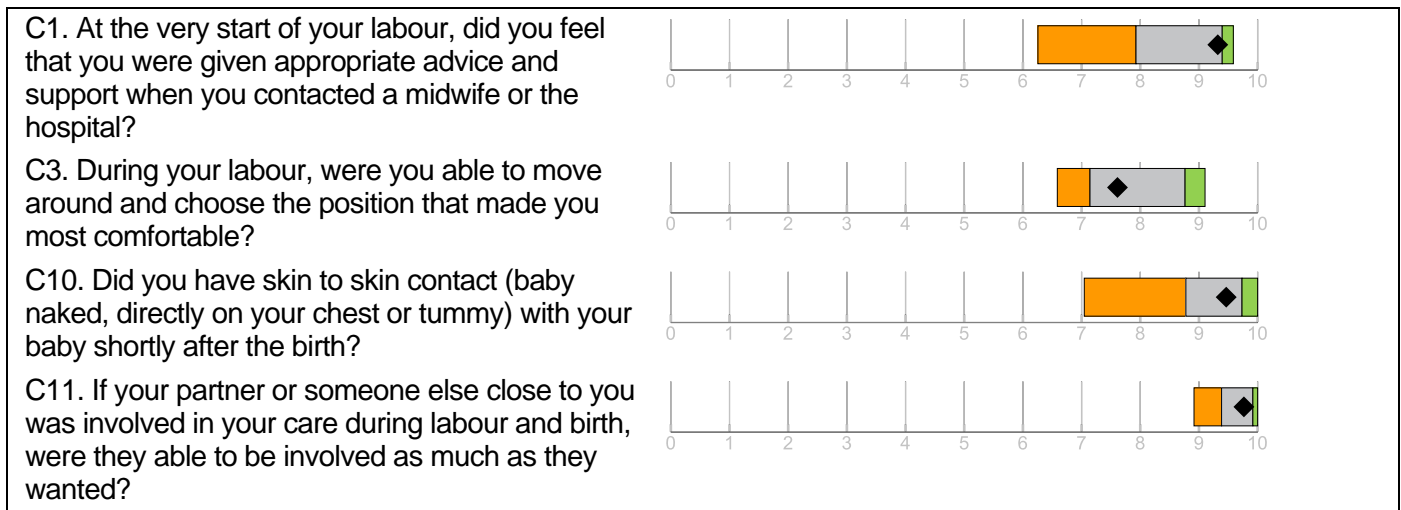 C1. At the very start of your labour, did you feel
that you were given appropriate advice and
support when you contacted a midwife or the
hospital?
0 1 2 3 4 5 6 7 8 9 10
C3. During your labour, were you able to move
around and choose the position that made you
most comfortable?
0 1 2 3 4 5 6 7 8 9 10
C10. Did you have skin to skin contact (baby
naked, directly on your chest or tummy) with your
baby shortly after the birth?
0 1 2 3 4 5 6 7 8 9 10
C11. If your partner or someone else close to you
was involved in your care during labour and birth,
were they able to be involved as much as they
wanted?
0 1 2 3 4 5 6 7 8 9 10